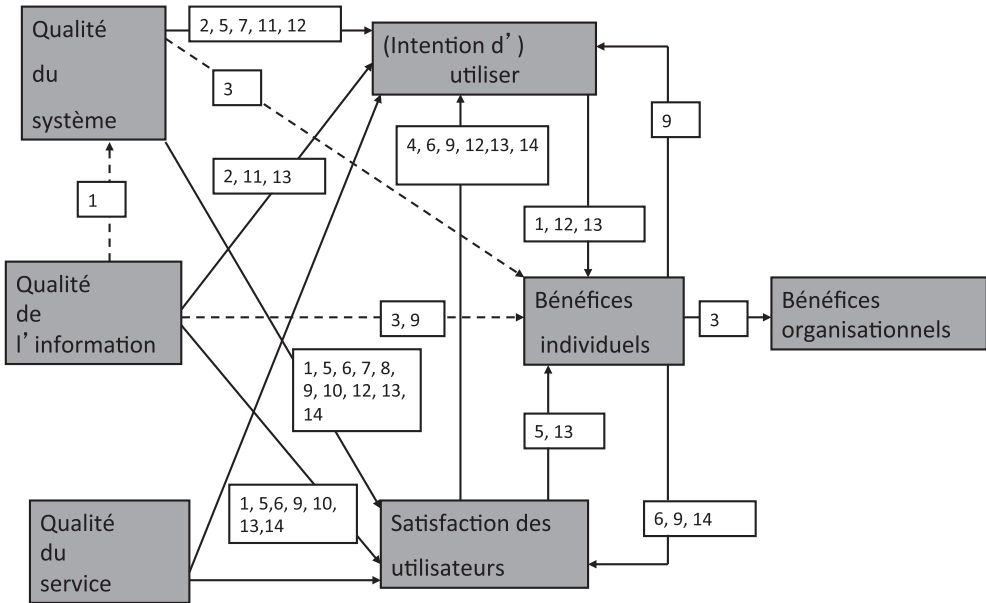 Qualité
du
système
2, 5, 7, 11, 12
(Intention d’ )
utiliser
3
9
4, 6, 9, 12,13, 14
2, 11, 13
1
1, 12, 13
Qualité
de
l’ information
3, 9
Bénéfices
individuels
3
Bénéfices
organisationnels
1, 5, 6, 7, 8,
9, 10, 12, 13,
14
5, 13
1, 5,6, 9, 10,
13,14
6, 9, 14
Qualité
du
service
Satisfaction des
utilisateurs